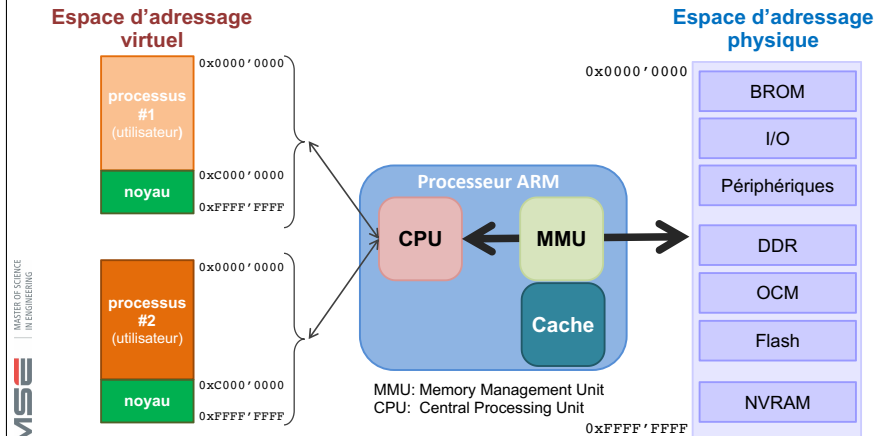 Espace d’adressage
virtuel
0x0000’0000
processus
#1
(utilisateur)
0xC000’0000
noyau
0xFFFF’FFFF
0x0000’0000
processus
#2
(utilisateur)
0xC000’0000
noyau
0xFFFF’FFFF
Processeur ARM
CPU
MMU
Cache
MMU: Memory Management Unit
CPU: Central Processing Unit
Espace d’adressage
physique
0x0000’0000
BROM
I/O
Périphériques
DDR
OCM
Flash
NVRAM
0xFFFF’FFFF
MASTER OF SCIENCE
IN ENGINEERING
MSE